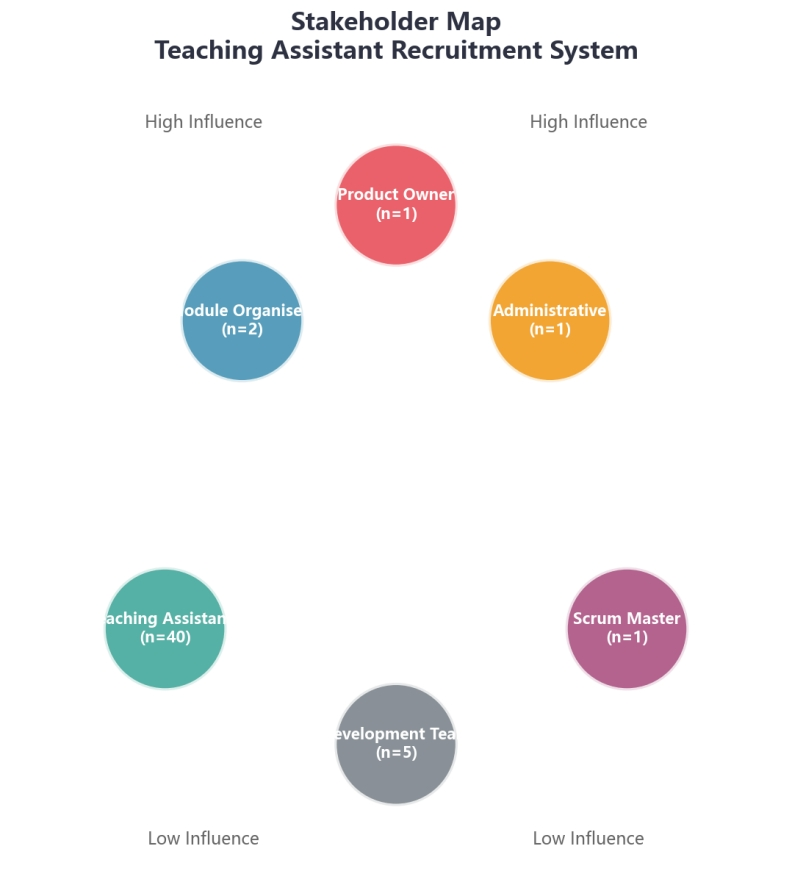 Stakeholder Map
Teaching Assistant Recruitment System
High Influence
High Influence
Product Owner
(n=1)
odule Organise
(n=2)
Administrative
(n=1)
aching Assistan
(n=40)
Scrum Master
(n=1)
evelopment Tea
(n=5)
Low Influence
Low Influence